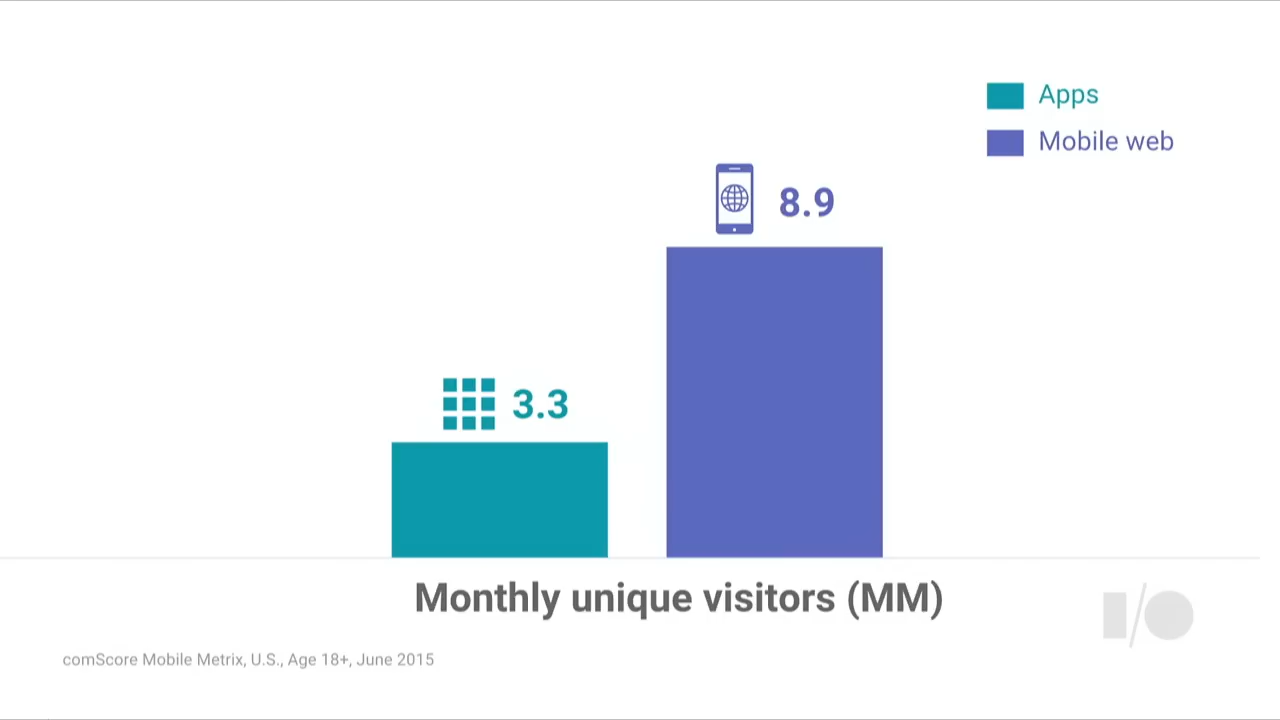 Apps
Mobile web
8.9
3.3
Monthly unique visitors (MM)
I/O
comScore Mobile Metrix, U.S., Age 18+, June 2015